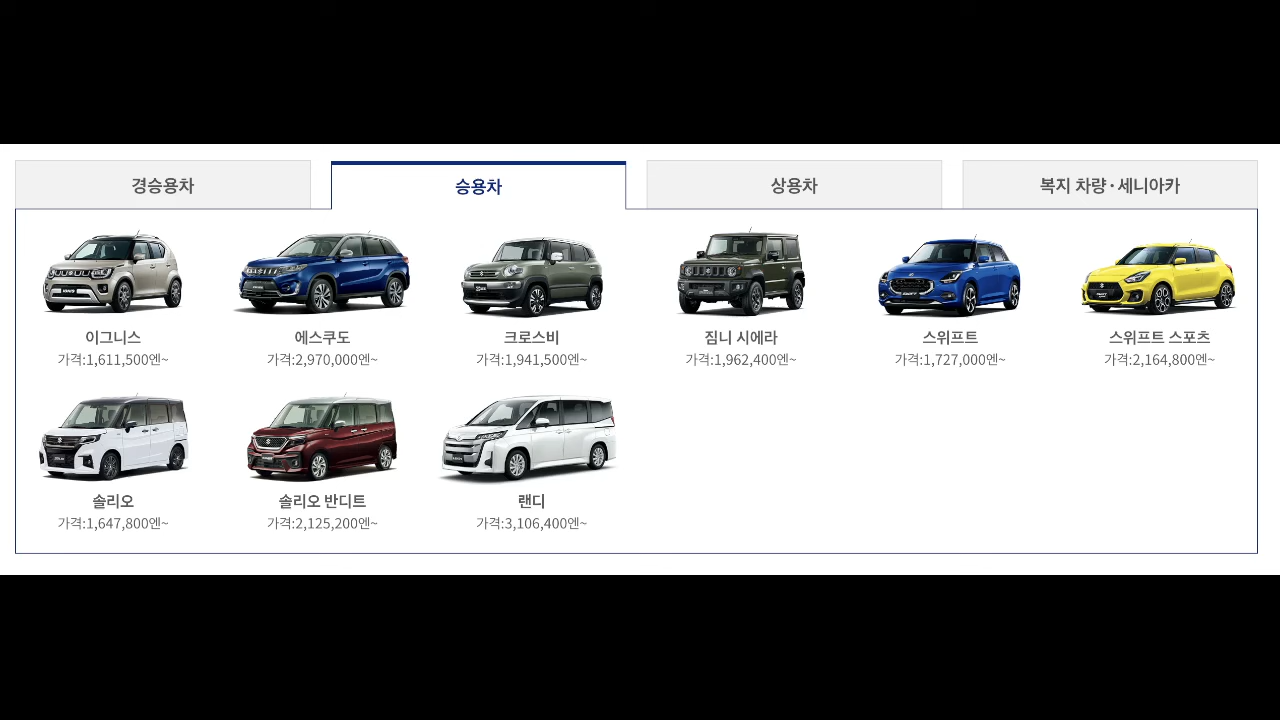 경승용차
승용차
상용차
복지 차량·세니아카
이그니스
에스쿠도
크로스비
짐니 시에라
스위프트
스위프트 스포츠
가격:1,611,500엔~
가격:2,970,000엔~
가격:1,941,500엔~
가격:1,962,400엔~
가격:1,727,000엔~
가격:2,164,800엔~
솔리오
솔리오 반디트
랜디
가격:1,647,800엔~
가격:2,125,200엔~
가격:3,106,400엔~